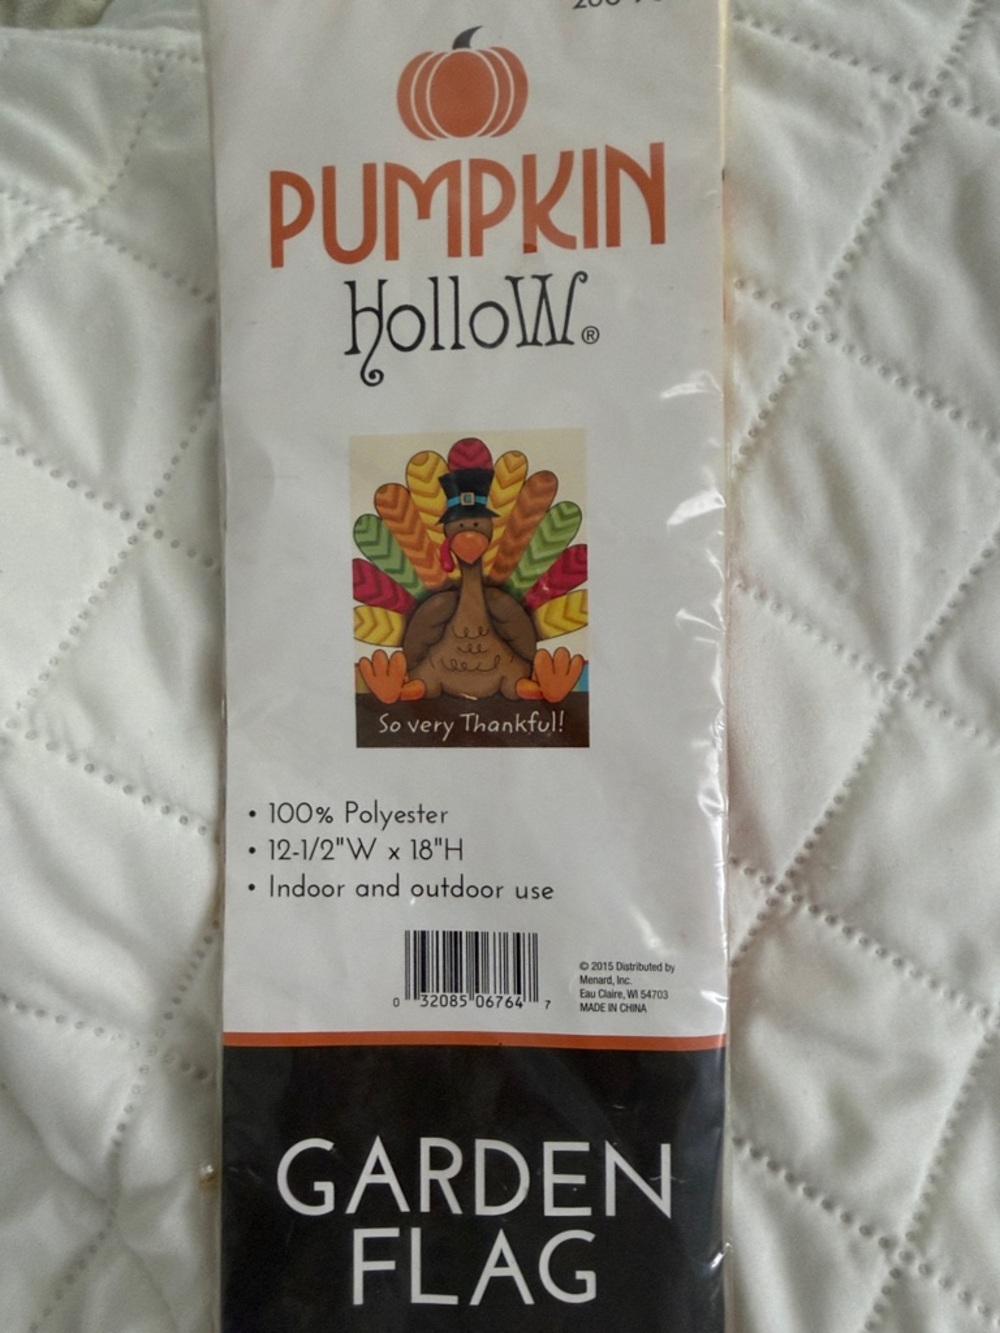 PUMPKIN
Hollow®
So very Thankful!
• 100% Polyester
• 12-1/2"W x 18"H
• Indoor and outdoor use
0 32085 06764 7
© 2015 Distributed by
Menard, Inc.
Eau Claire, WI 54703
MADE IN CHINA
GARDEN
FLAG